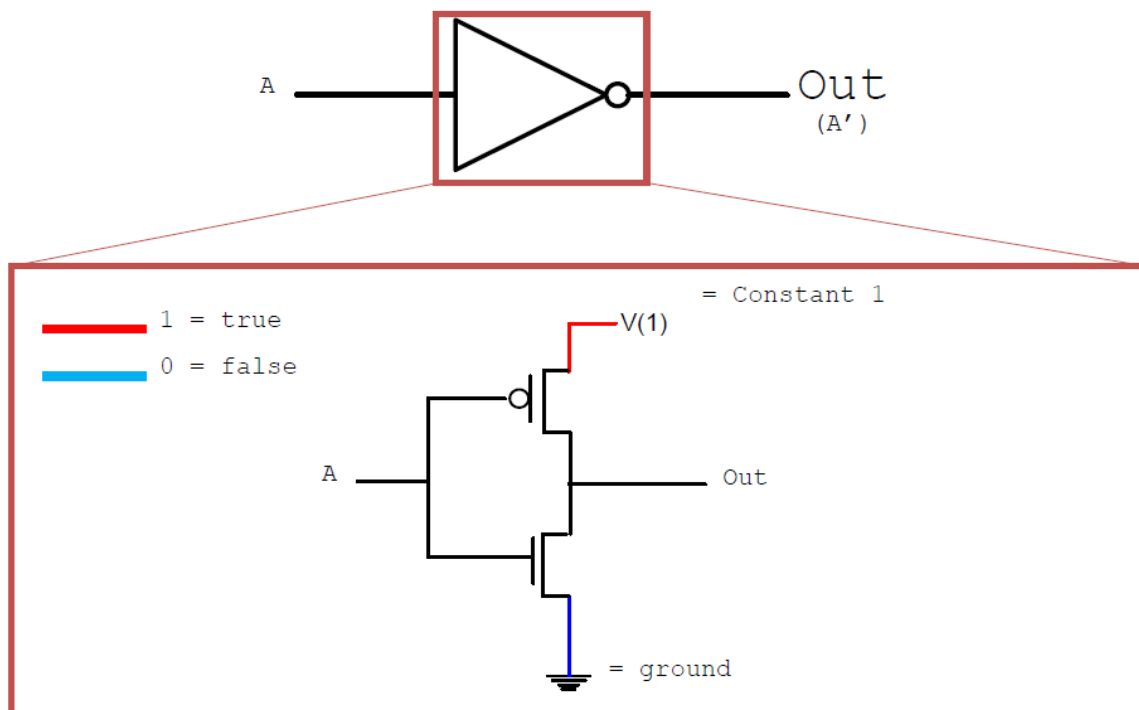 A
Out
(A’)
= Constant 1
1 = true
V(1)
0 = false
A
Out
= ground